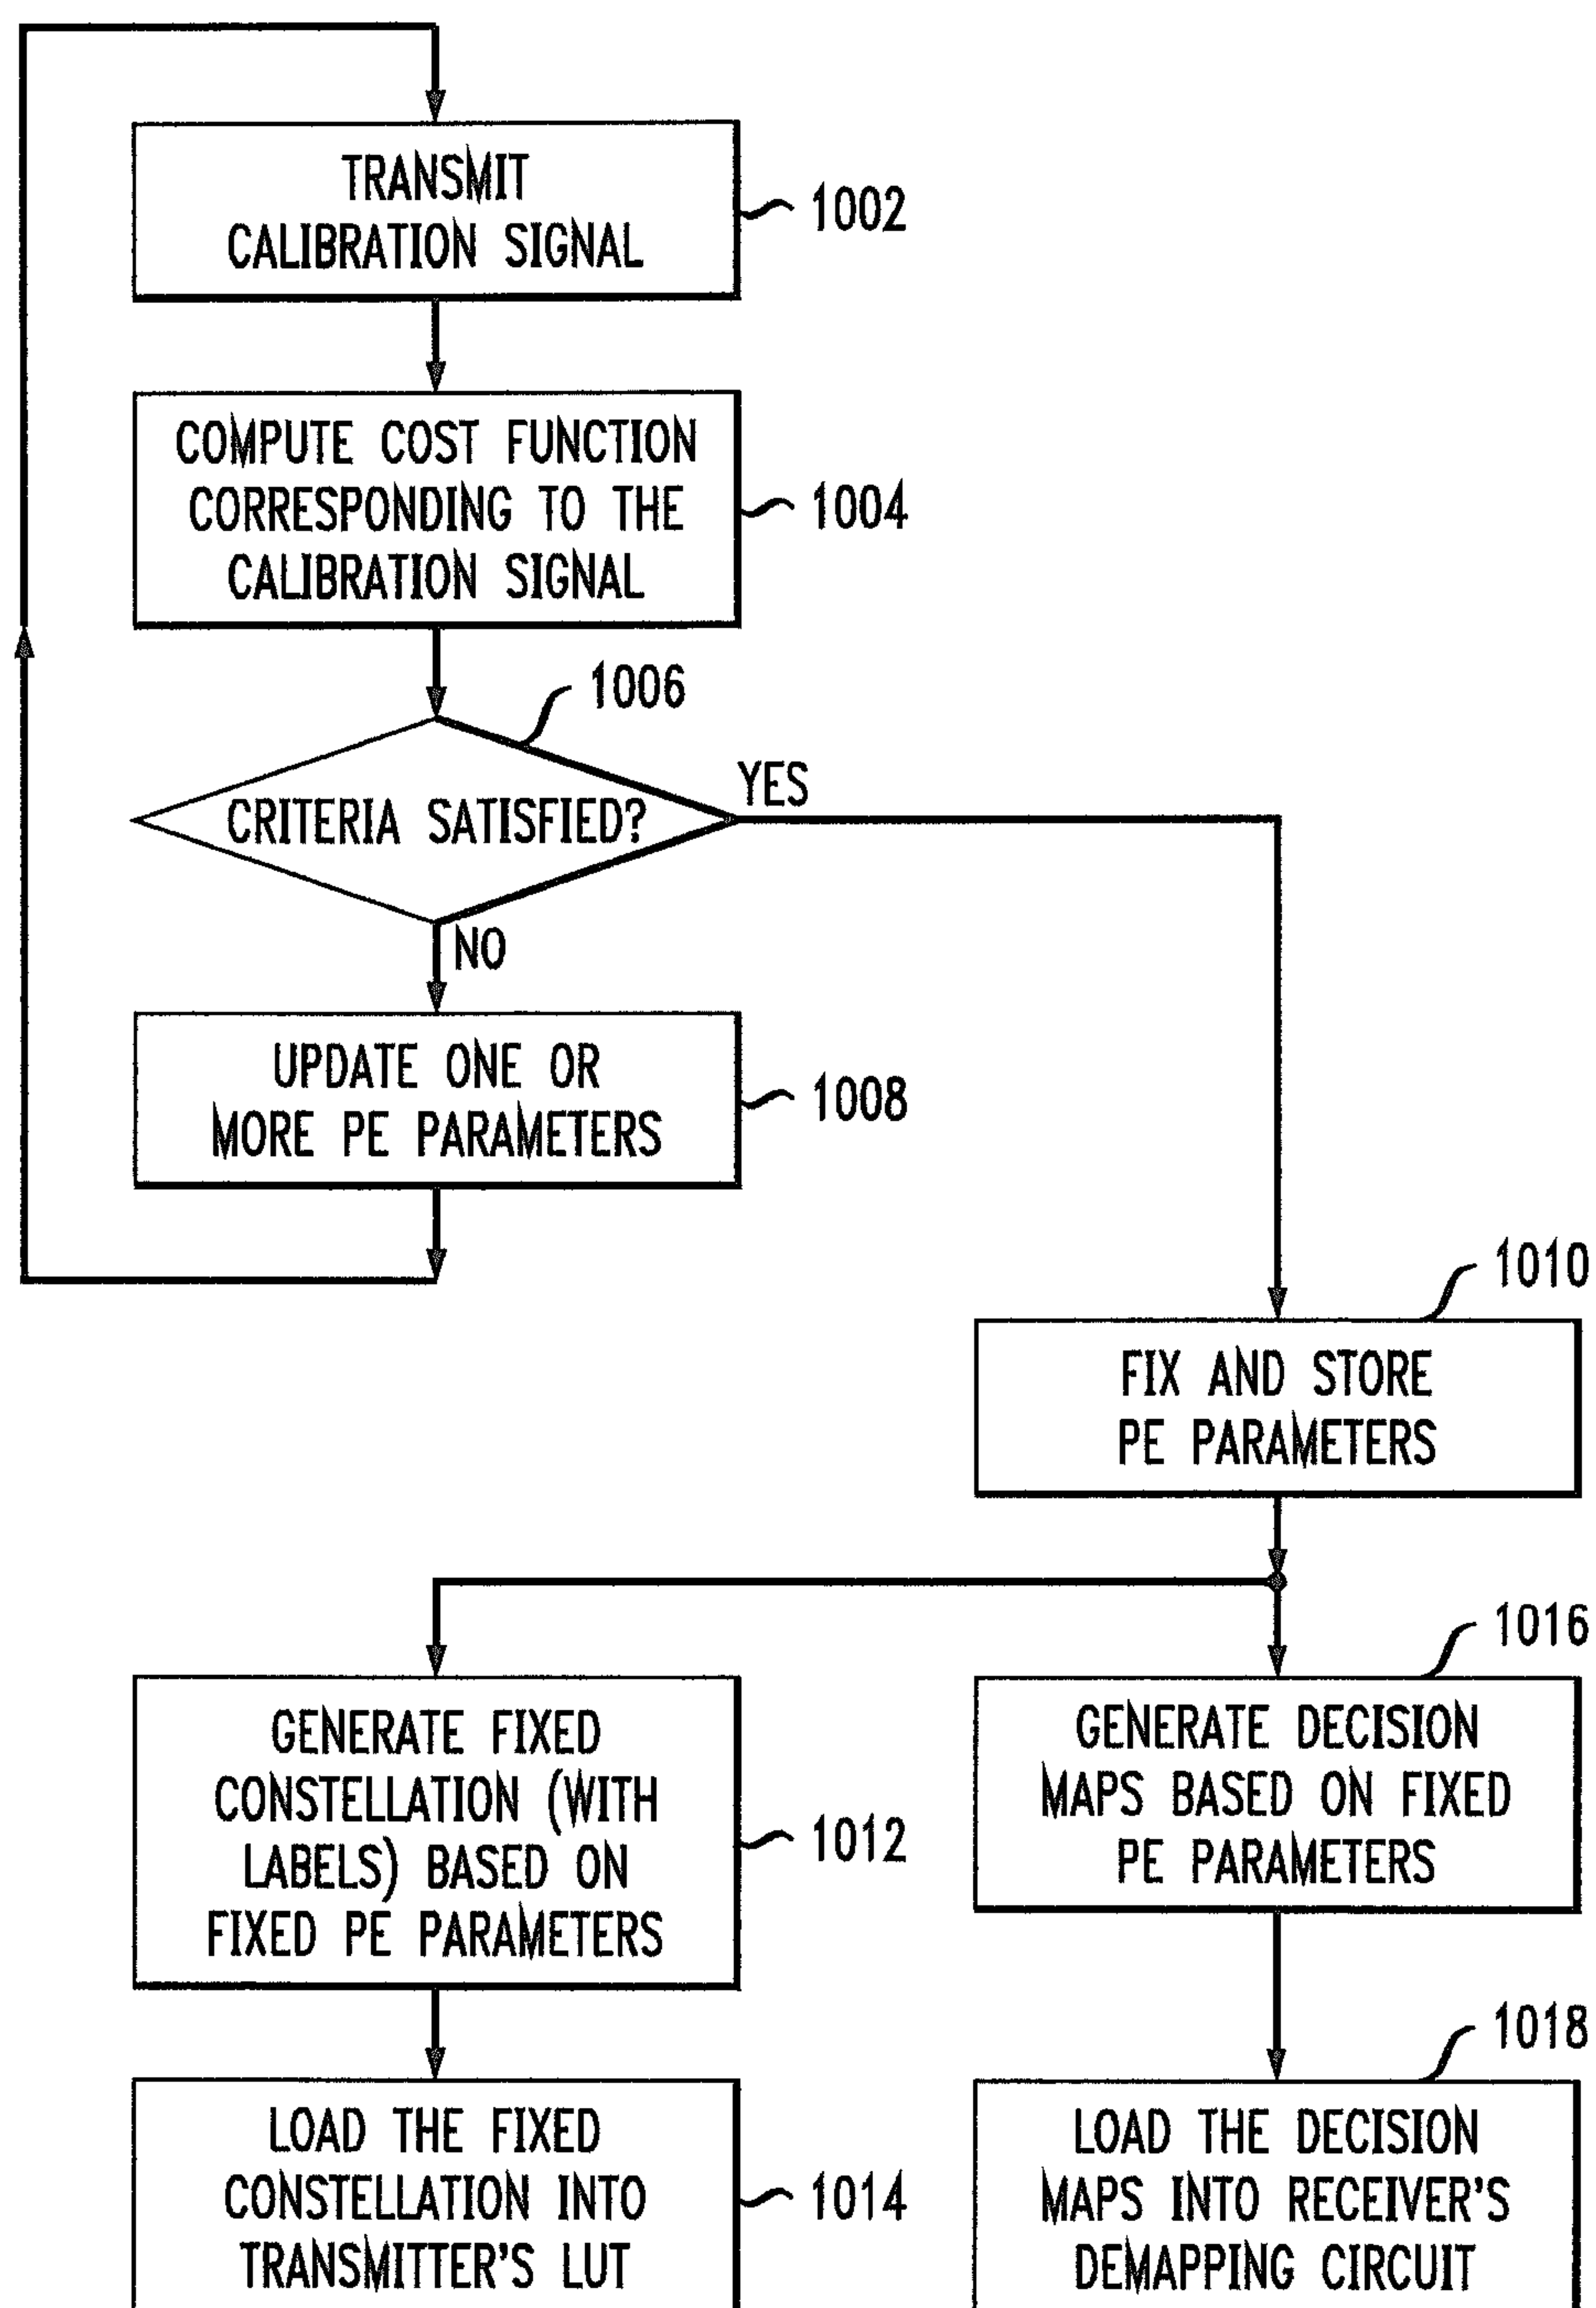 TRANSMIT
CALIBRATION SIGNAL
1002
COMPUTE COST FUNCTION
CORRESPONDING TO THE
CALIBRATION SIGNAL
1004
1006
CRITERIA SATISFIED?
YES
NO
UPDATE ONE OR
MORE PE PARAMETERS
1008
1010
FIX AND STORE
PE PARAMETERS
GENERATE FIXED
CONSTELLATION (WITH
LABELS) BASED ON
FIXED PE PARAMETERS
1012
1016
GENERATE DECISION
MAPS BASED ON FIXED
PE PARAMETERS
LOAD THE FIXED
CONSTELLATION INTO
TRANSMITTER'S LUT
1014
1018
LOAD THE DECISION
MAPS INTO RECEIVER'S
DEMAPPING CIRCUIT